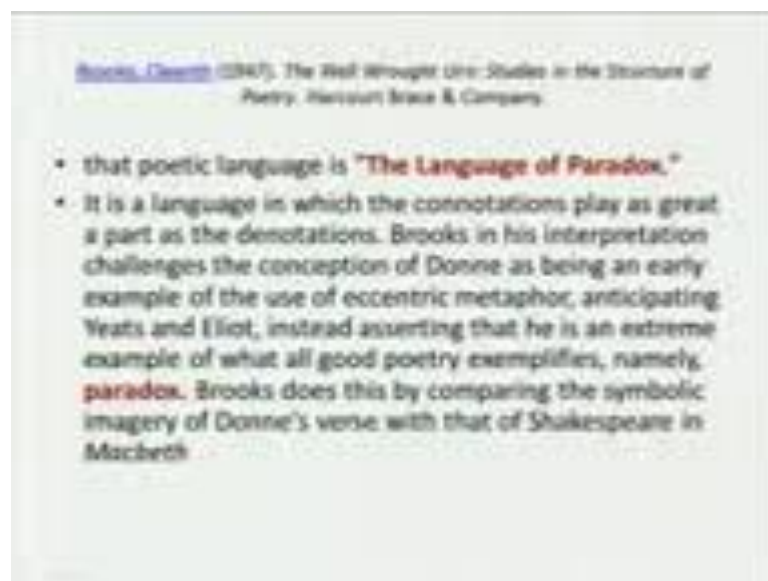 Brooks, Cleanth (1947). The Well Wrought Urn: Studies in the Structure of
Poetry. Harcourt Brace & Company.
• that poetic language is "The Language of Paradox."
• It is a language in which the connotations play as great
a part as the denotations. Brooks in his interpretation
challenges the conception of Donne as being an early
example of the use of eccentric metaphor, anticipating
Yeats and Eliot, instead asserting that he is an extreme
example of what all good poetry exemplifies, namely,
paradox. Brooks does this by comparing the symbolic
imagery of Donne's verse with that of Shakespeare in
Macbeth